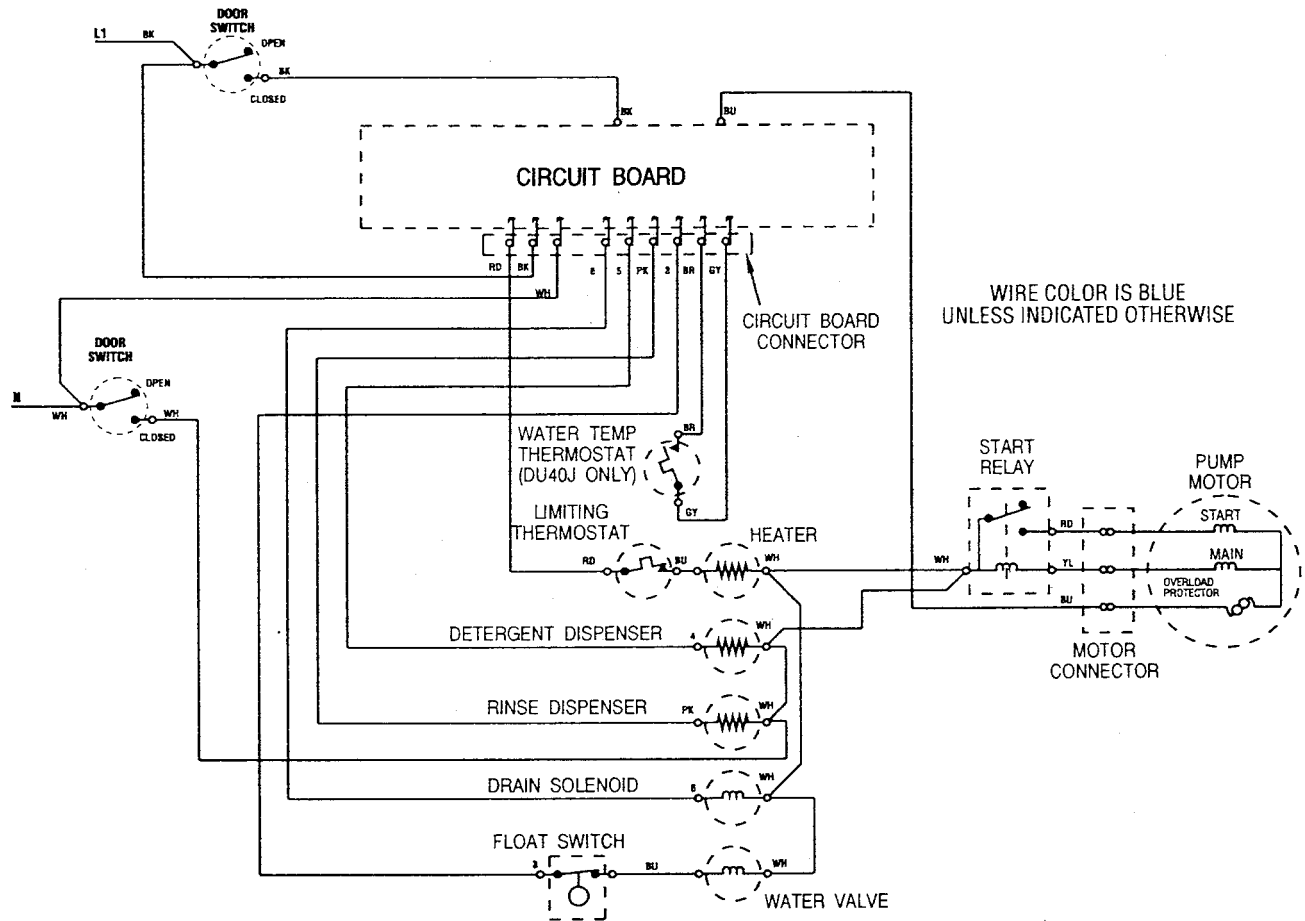 DOOR
SWITCH
L1
BK
OPEN
BK
CLOSED
BK
BU
CIRCUIT BOARD
RD
BK
WH
6
5
PK
3
BR
GY
CIRCUIT BOARD
CONNECTOR
WIRE COLOR IS BLUE
UNLESS INDICATED OTHERWISE
DOOR
SWITCH
N
WH
OPEN
WH
CLOSED
WATER TEMP
THERMOSTAT
(DU40J ONLY)
BR
GY
LIMITING
THERMOSTAT
RD
BU
HEATER
WH
WH
START
RELAY
RD
YL
BU
PUMP
MOTOR
START
MAIN
OVERLOAD
PROTECTOR
MOTOR
CONNECTOR
DETERGENT DISPENSER
4
WH
RINSE DISPENSER
PK
WH
DRAIN SOLENOID
6
WH
FLOAT SWITCH
3
BU
WH
WATER VALVE